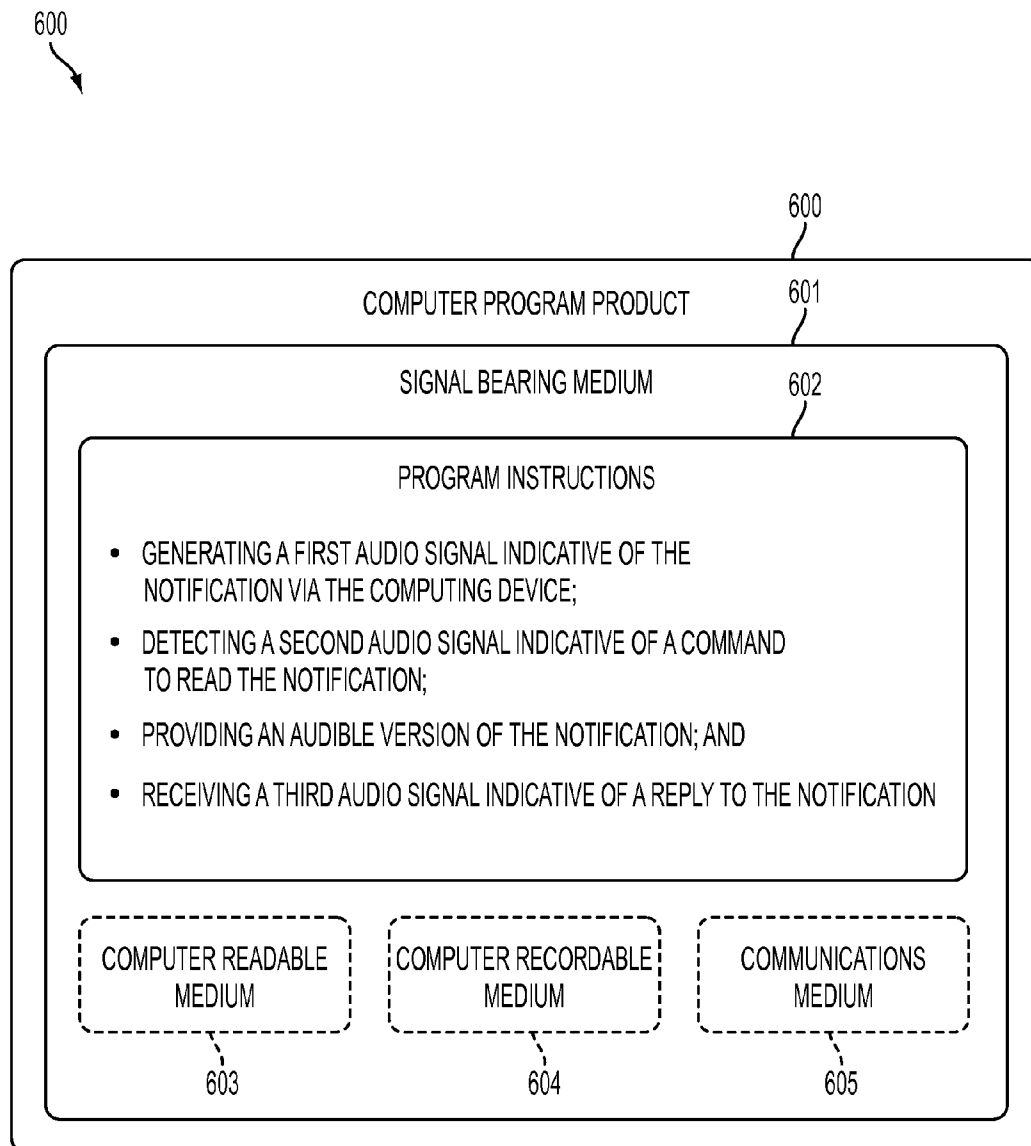 600
600
COMPUTER PROGRAM PRODUCT
601
SIGNAL BEARING MEDIUM
602
PROGRAM INSTRUCTIONS
• GENERATING A FIRST AUDIO SIGNAL INDICATIVE OF THE
NOTIFICATION VIA THE COMPUTING DEVICE;
• DETECTING A SECOND AUDIO SIGNAL INDICATIVE OF A COMMAND
TO READ THE NOTIFICATION;
• PROVIDING AN AUDIBLE VERSION OF THE NOTIFICATION; AND
• RECEIVING A THIRD AUDIO SIGNAL INDICATIVE OF A REPLY TO THE NOTIFICATION
COMPUTER READABLE
MEDIUM
COMPUTER RECORDABLE
MEDIUM
COMMUNICATIONS
MEDIUM
603
604
605